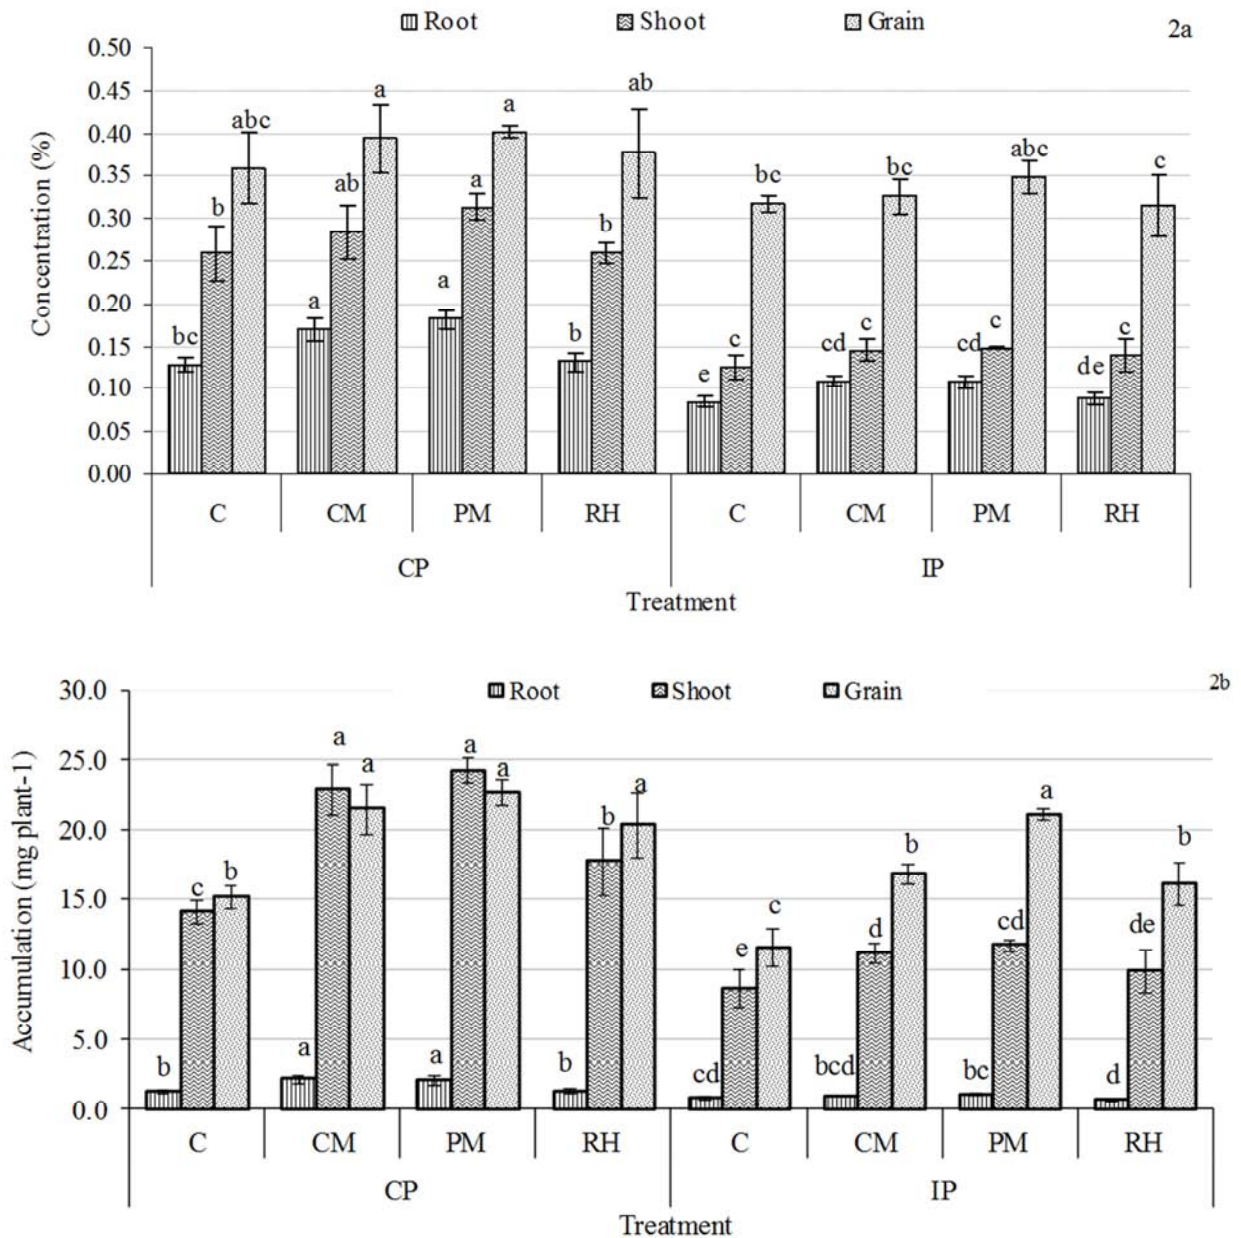 Root Shoot Grain 2a
Concentration (%)
0.50
0.45
0.40
0.35
0.30
0.25
0.20
0.15
0.10
0.05
0.00
bc b abc a ab a a a a b b ab e c bc cd c bc cd c abc de c c
C CM PM RH C CM PM RH
CP IP
Treatment
Root Shoot Grain 2b
Accumulation (mg plant-1)
30.0
25.0
20.0
15.0
10.0
5.0
0.0
b c b a a a a a a b b a cd e c bcd d b bc cd a d de b
C CM PM RH C CM PM RH
CP IP
Treatment